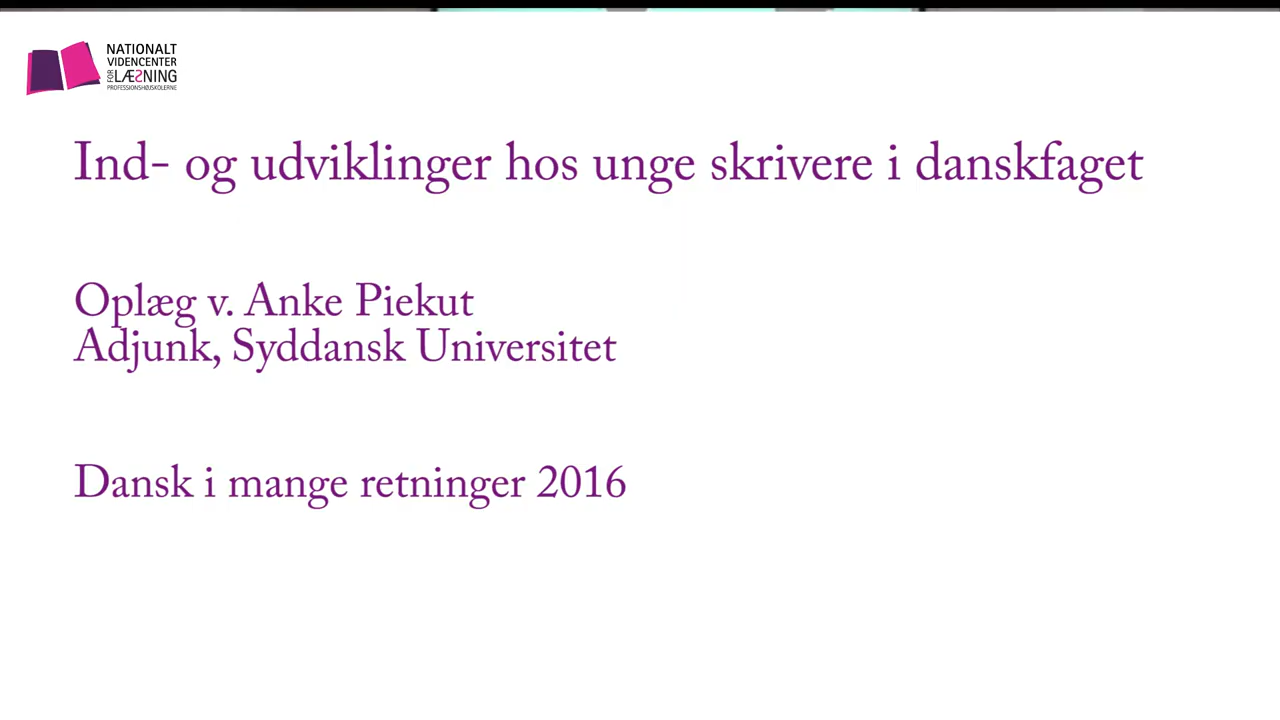 NATIONALT
VIDENCENTER
FOR LÆSNING
PROFESSIONSHØJSKOLERNE
Ind- og udviklinger hos unge skrivere i danskfaget
Oplæg v. Anke Piekut
Adjunk, Syddansk Universitet
Dansk i mange retninger 2016